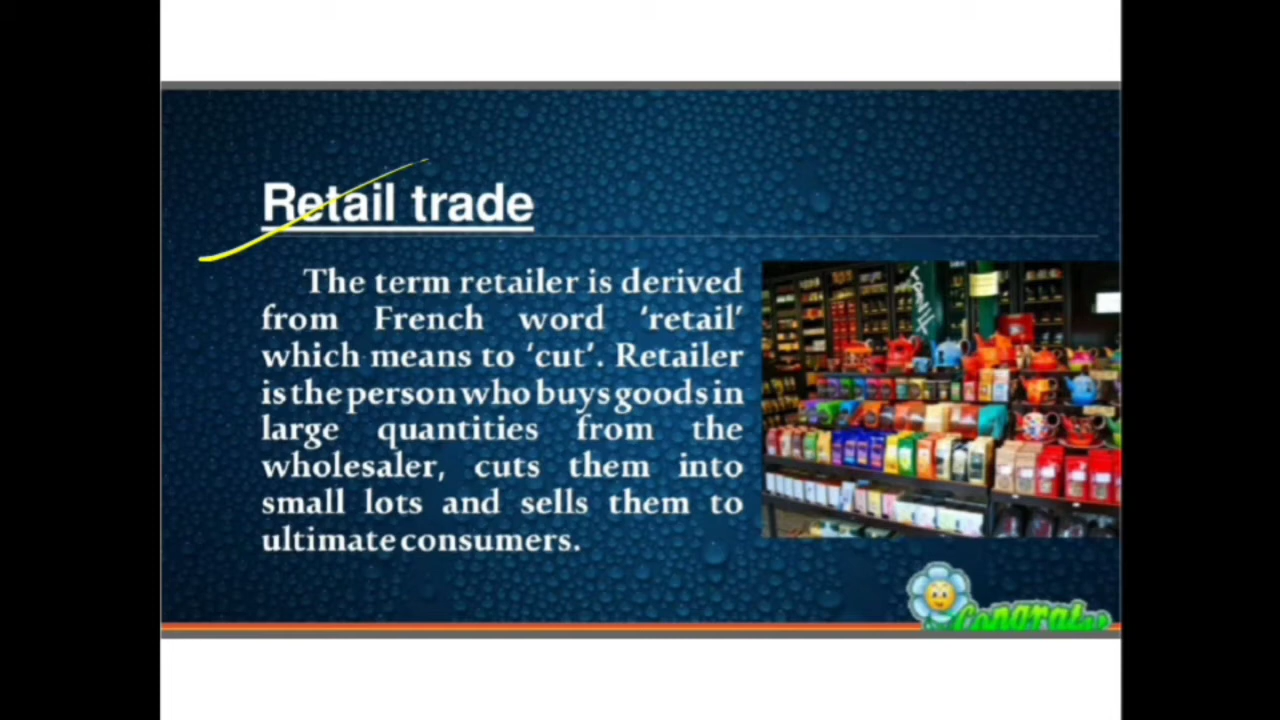 Retail trade
The term retailer is derived
from French word ‘retail’
which means to ‘cut’. Retailer
is the person who buys goods in
large quantities from the
wholesaler, cuts them into
small lots and sells them to
ultimate consumers.